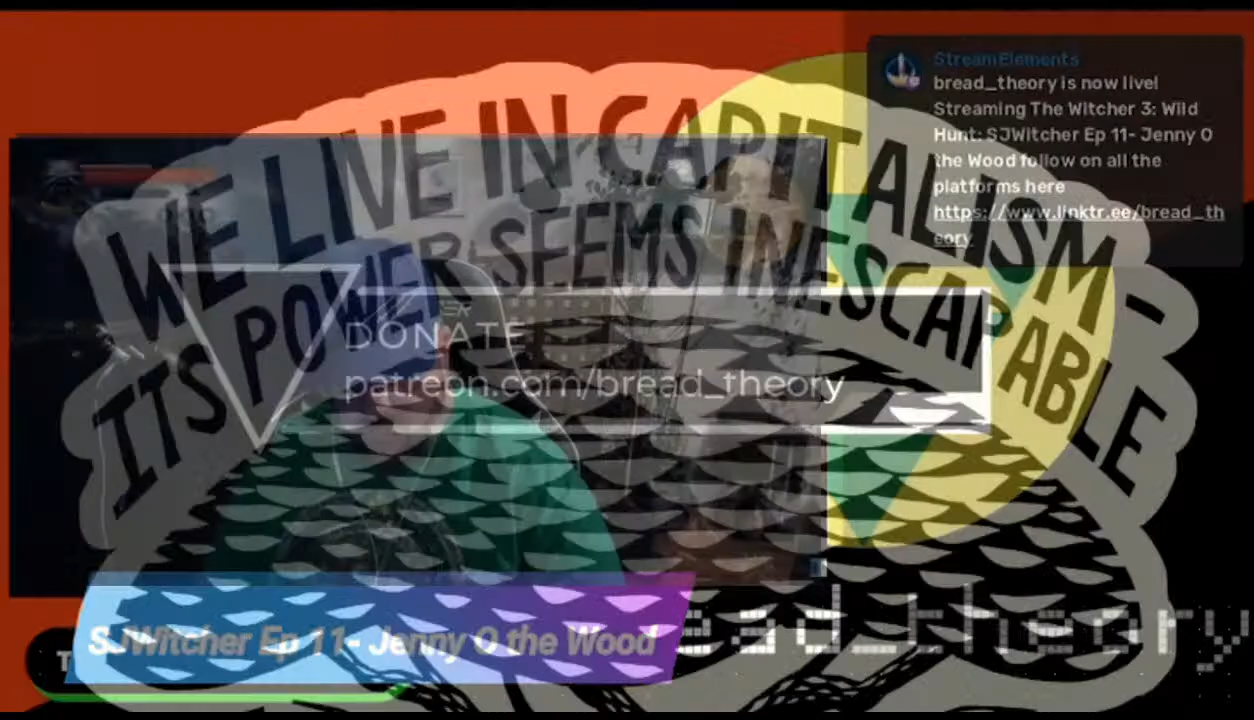 WE LIVE IN CAPITALISM –
ITS POWER SEEMS INESCAPABLE
StreamElements
bread_theory is now live!
Streaming The Witcher 3: Wild
Hunt: SJWitcher Ep 11- Jenny O
the Wood follow on all the
platforms here
https://www.linktr.ee/bread_th
eory
DONATE
patreon.com/bread_theory
SJWitcher Ep 11- Jenny O the Wood
ead_theory